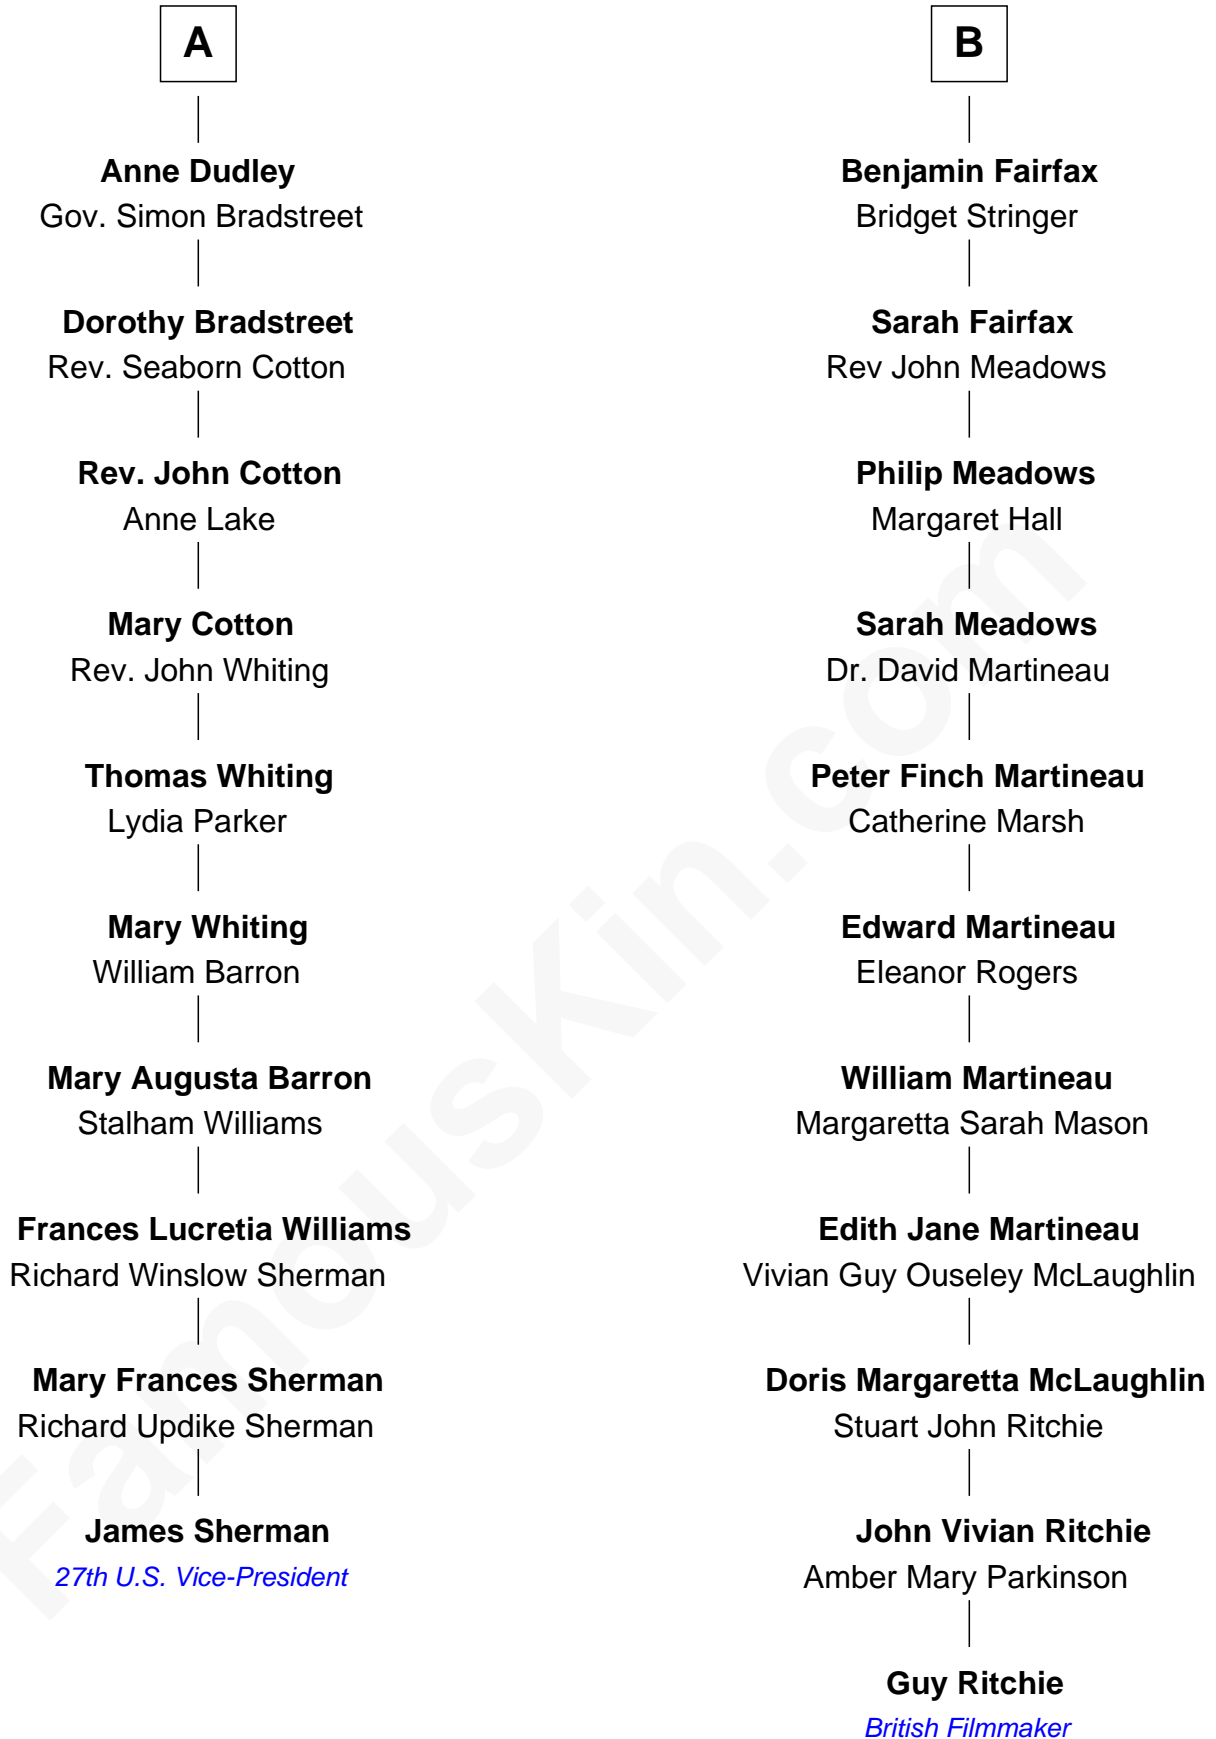 A
Anne Dudley
Gov. Simon Bradstreet
Dorothy Bradstreet
Rev. Seaborn Cotton
Rev. John Cotton
Anne Lake
Mary Cotton
Rev. John Whiting
Thomas Whiting
Lydia Parker
Mary Whiting
William Barron
Mary Augusta Barron
Stalham Williams
Frances Lucretia Williams
Richard Winslow Sherman
Mary Frances Sherman
Richard Updike Sherman
James Sherman
27th U.S. Vice-President
B
Benjamin Fairfax
Bridget Stringer
Sarah Fairfax
Rev John Meadows
Philip Meadows
Margaret Hall
Sarah Meadows
Dr. David Martineau
Peter Finch Martineau
Catherine Marsh
Edward Martineau
Eleanor Rogers
William Martineau
Margaretta Sarah Mason
Edith Jane Martineau
Vivian Guy Ouseley McLaughlin
Doris Margaretta McLaughlin
Stuart John Ritchie
John Vivian Ritchie
Amber Mary Parkinson
Guy Ritchie
British Filmmaker
FamousKin.com